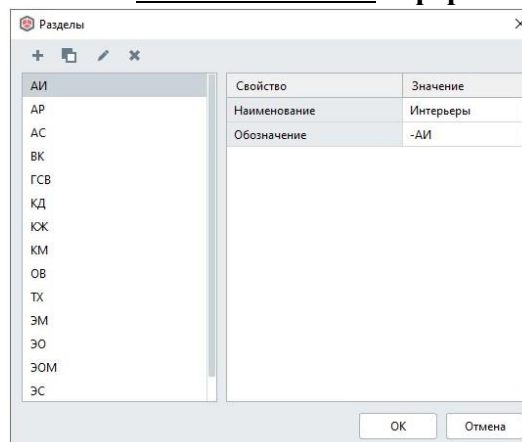 Разделы
АИ
АР
АС
ВК
ГСВ
КД
КЖ
КМ
ОВ
ТХ
ЭМ
ЭО
ЭОМ
ЭС
Свойство Значение
Наименование Интерьеры
Обозначение -АИ
ОК Отмена